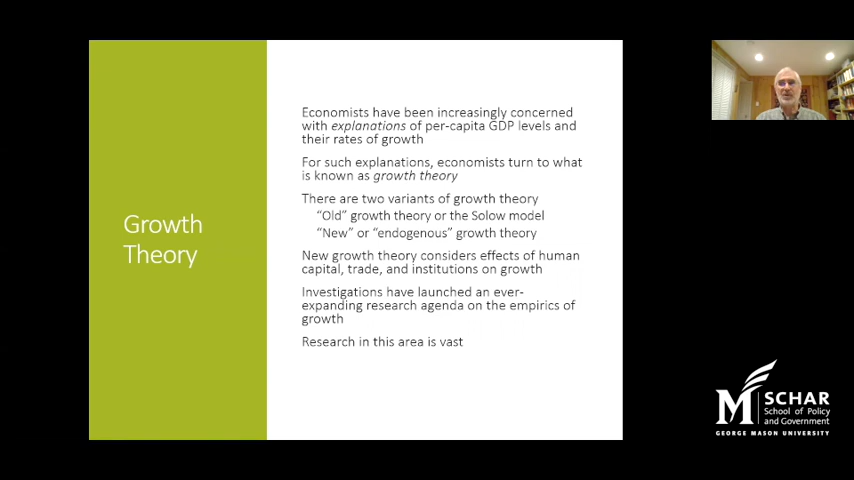 Growth
Theory
Economists have been increasingly concerned
with explanations of per-capita GDP levels and
their rates of growth
For such explanations, economists turn to what
is known as growth theory
There are two variants of growth theory
“Old” growth theory or the Solow model
“New” or “endogenous” growth theory
New growth theory considers effects of human
capital, trade, and institutions on growth
Investigations have launched an ever-
expanding research agenda on the empirics of
growth
Research in this area is vast
M SCHAR
School of Policy
and Government
GEORGE MASON UNIVERSITY